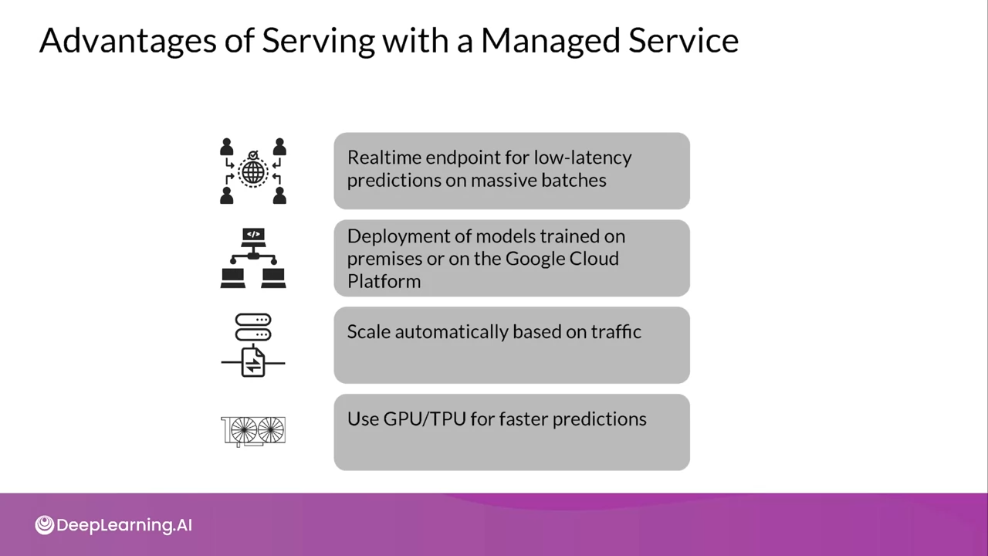 Advantages of Serving with a Managed Service
Realtime endpoint for low-latency
predictions on massive batches
</>
Deployment of models trained on
premises or on the Google Cloud
Platform
Scale automatically based on traffic
Use GPU/TPU for faster predictions
DeepLearning.AI